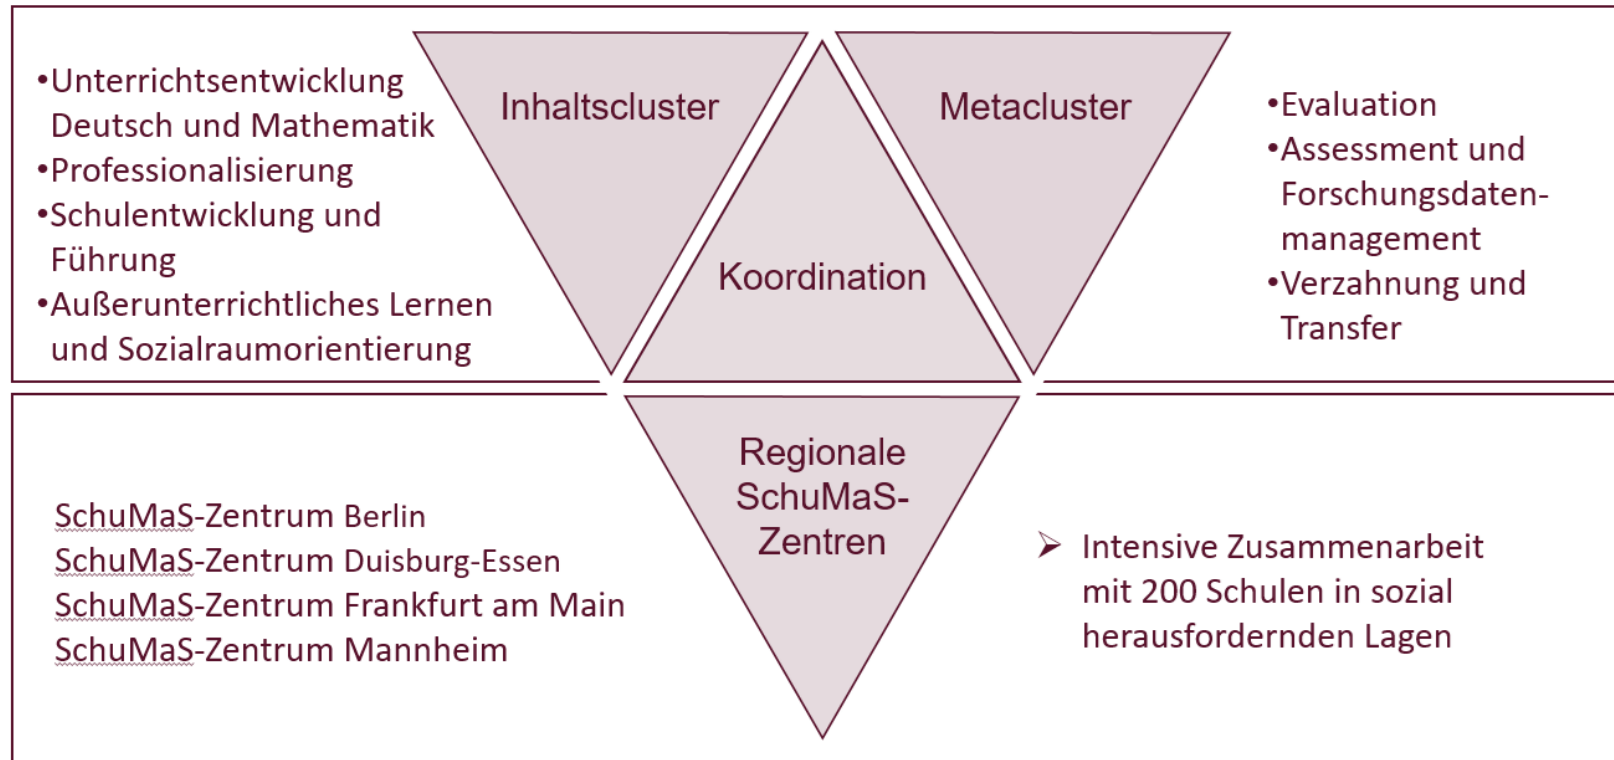 •Unterrichtsentwicklung
Deutsch und Mathematik
•Professionalisierung
•Schulentwicklung und
Führung
•Außerunterrichtliches Lernen
und Sozialraumorientierung
Inhaltscluster
Koordination
Metacluster
•Evaluation
•Assessment und
Forschungsdaten-
management
•Verzahnung und
Transfer
SchuMaS-Zentrum Berlin
SchuMaS-Zentrum Duisburg-Essen
SchuMaS-Zentrum Frankfurt am Main
SchuMaS-Zentrum Mannheim
Regionale
SchuMaS-
Zentren
➢ Intensive Zusammenarbeit
mit 200 Schulen in sozial
herausfordernden Lagen